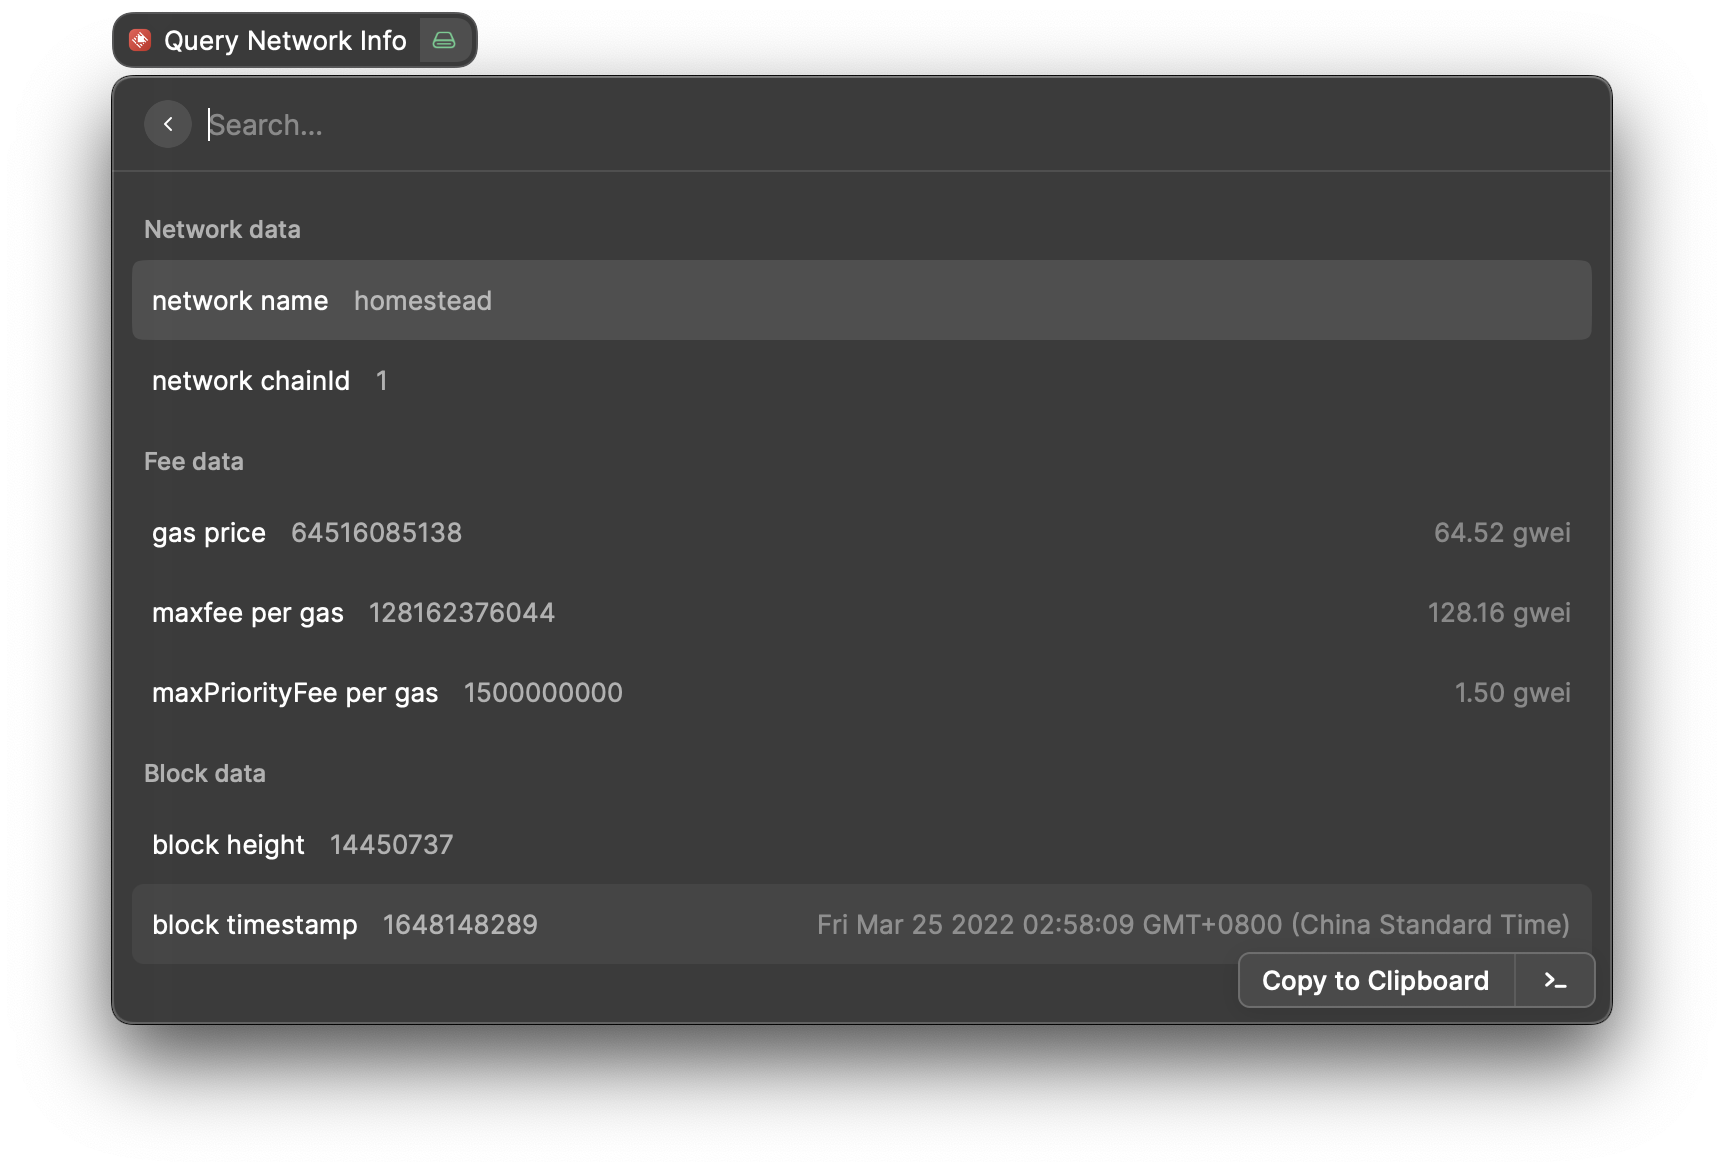 Query Network Info
Search...
Network data
network name homestead
network chainId 1
Fee data
gas price 64516085138 64.52 gwei
maxfee per gas 128162376044 128.16 gwei
maxPriorityFee per gas 1500000000 1.50 gwei
Block data
block height 14450737
block timestamp 1648148289 Fri Mar 25 2022 02:58:09 GMT+0800 (China Standard Time)
Copy to Clipboard